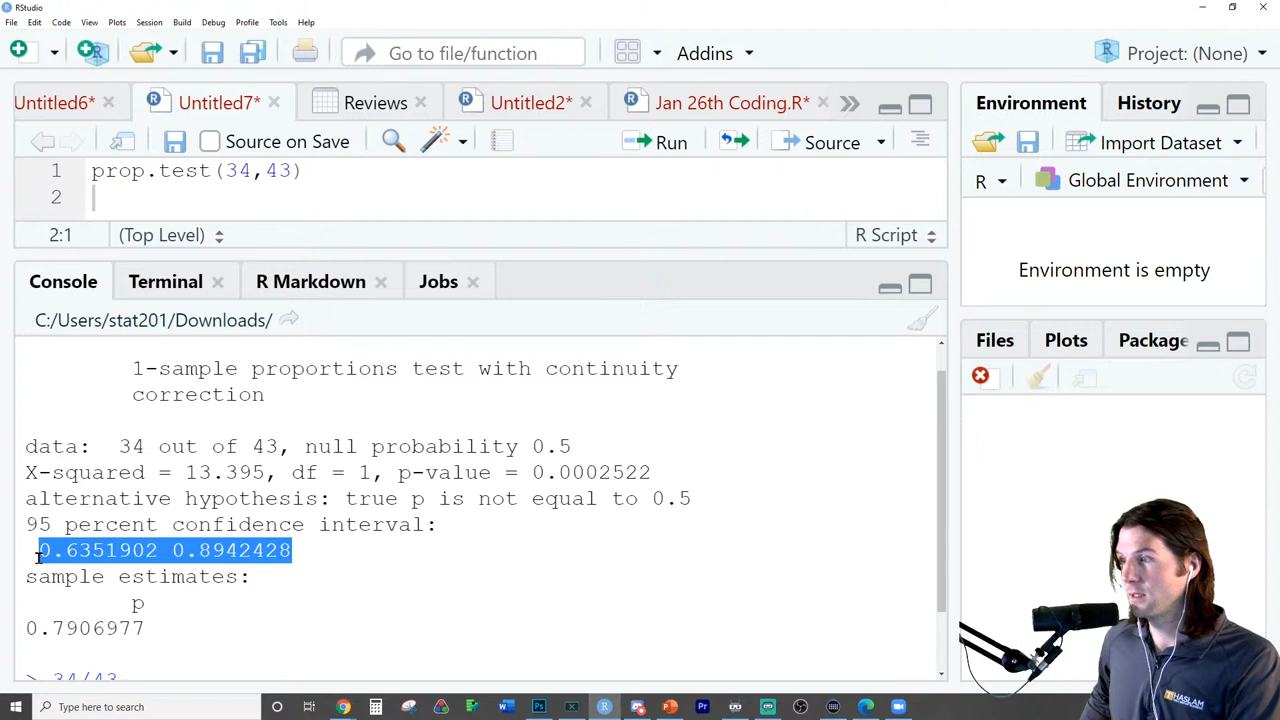 RStudio
File Edit Code View Plots Session Build Debug Profile Tools Help
Go to file/function
Addins
Project: (None)
Untitled6*
Untitled7*
Reviews
Untitled2*
Jan 26th Coding.R*
Source on Save
Run
Source
1 prop.test(34,43)
2
2:1 (Top Level) R Script
Console Terminal R Markdown Jobs
C:/Users/stat201/Downloads/
1-sample proportions test with continuity
correction
data: 34 out of 43, null probability 0.5
X-squared = 13.395, df = 1, p-value = 0.0002522
alternative hypothesis: true p is not equal to 0.5
95 percent confidence interval:
0.6351902 0.8942428
sample estimates:
p
0.7906977
> 34/43
Environment History
Import Dataset
R Global Environment
Environment is empty
Files Plots Package
HASLAM
Type here to search